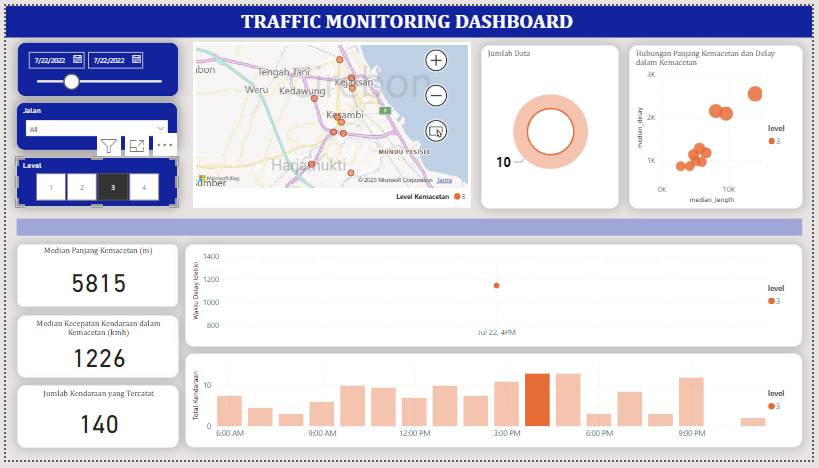 TRAFFIC MONITORING DASHBOARD
7/22/2022
7/22/2022
Jalan
All
Level
1
2
3
4
Tengah Tani
Kejaksan
Weru
Kedawung
Kesambi
7
MUNDU PESISIR
Harjamukti
Microsoft Bing
© 2023 Microsoft Corporation
Terms
Level Kemacetan
3
Jumlah Data
10
Hubungan Panjang Kemacetan dan Delay
dalam Kemacetan
median_delay
3K
2K
1K
0K
10K
median_length
level
3
Median Panjang Kemacetan (m)
5815
Median Kecepatan Kendaraan dalam
Kemacetan (kmh)
1226
Jumlah Kendaraan yang Tercatat
140
Waktu Delay (detik)
1400
1200
1000
800
Jul 22, 4PM
level
3
Total Kendaraan
10
0
6:00 AM
9:00 AM
12:00 PM
3:00 PM
6:00 PM
9:00 PM
level
3